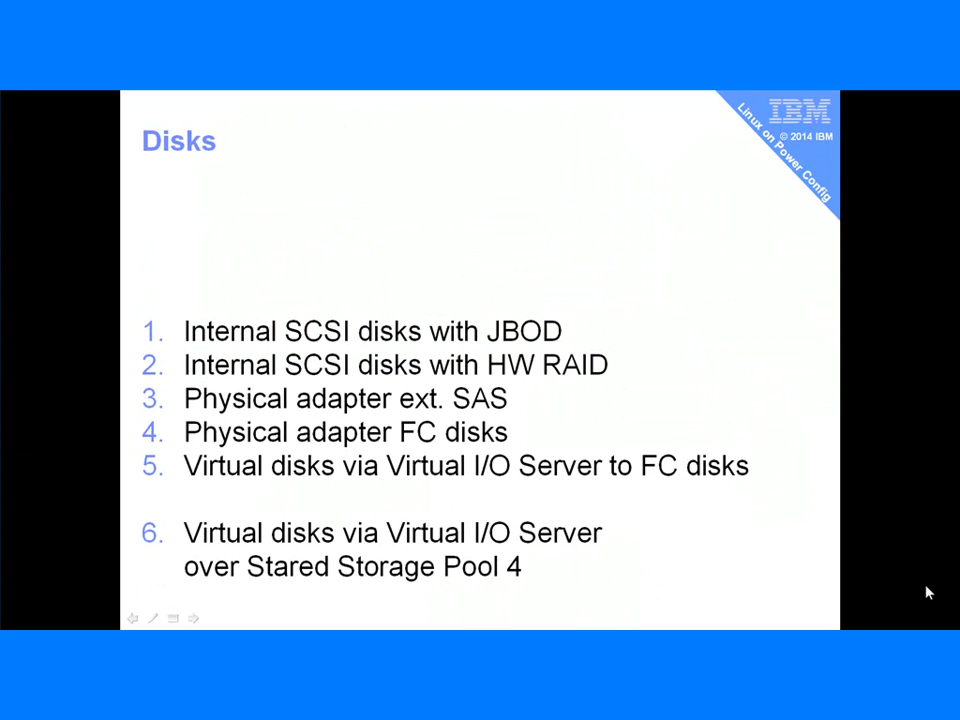 IBM
© 2014 IBM
Linux on Power Config
Disks
1. Internal SCSI disks with JBOD
2. Internal SCSI disks with HW RAID
3. Physical adapter ext. SAS
4. Physical adapter FC disks
5. Virtual disks via Virtual I/O Server to FC disks
6. Virtual disks via Virtual I/O Server
over Stared Storage Pool 4